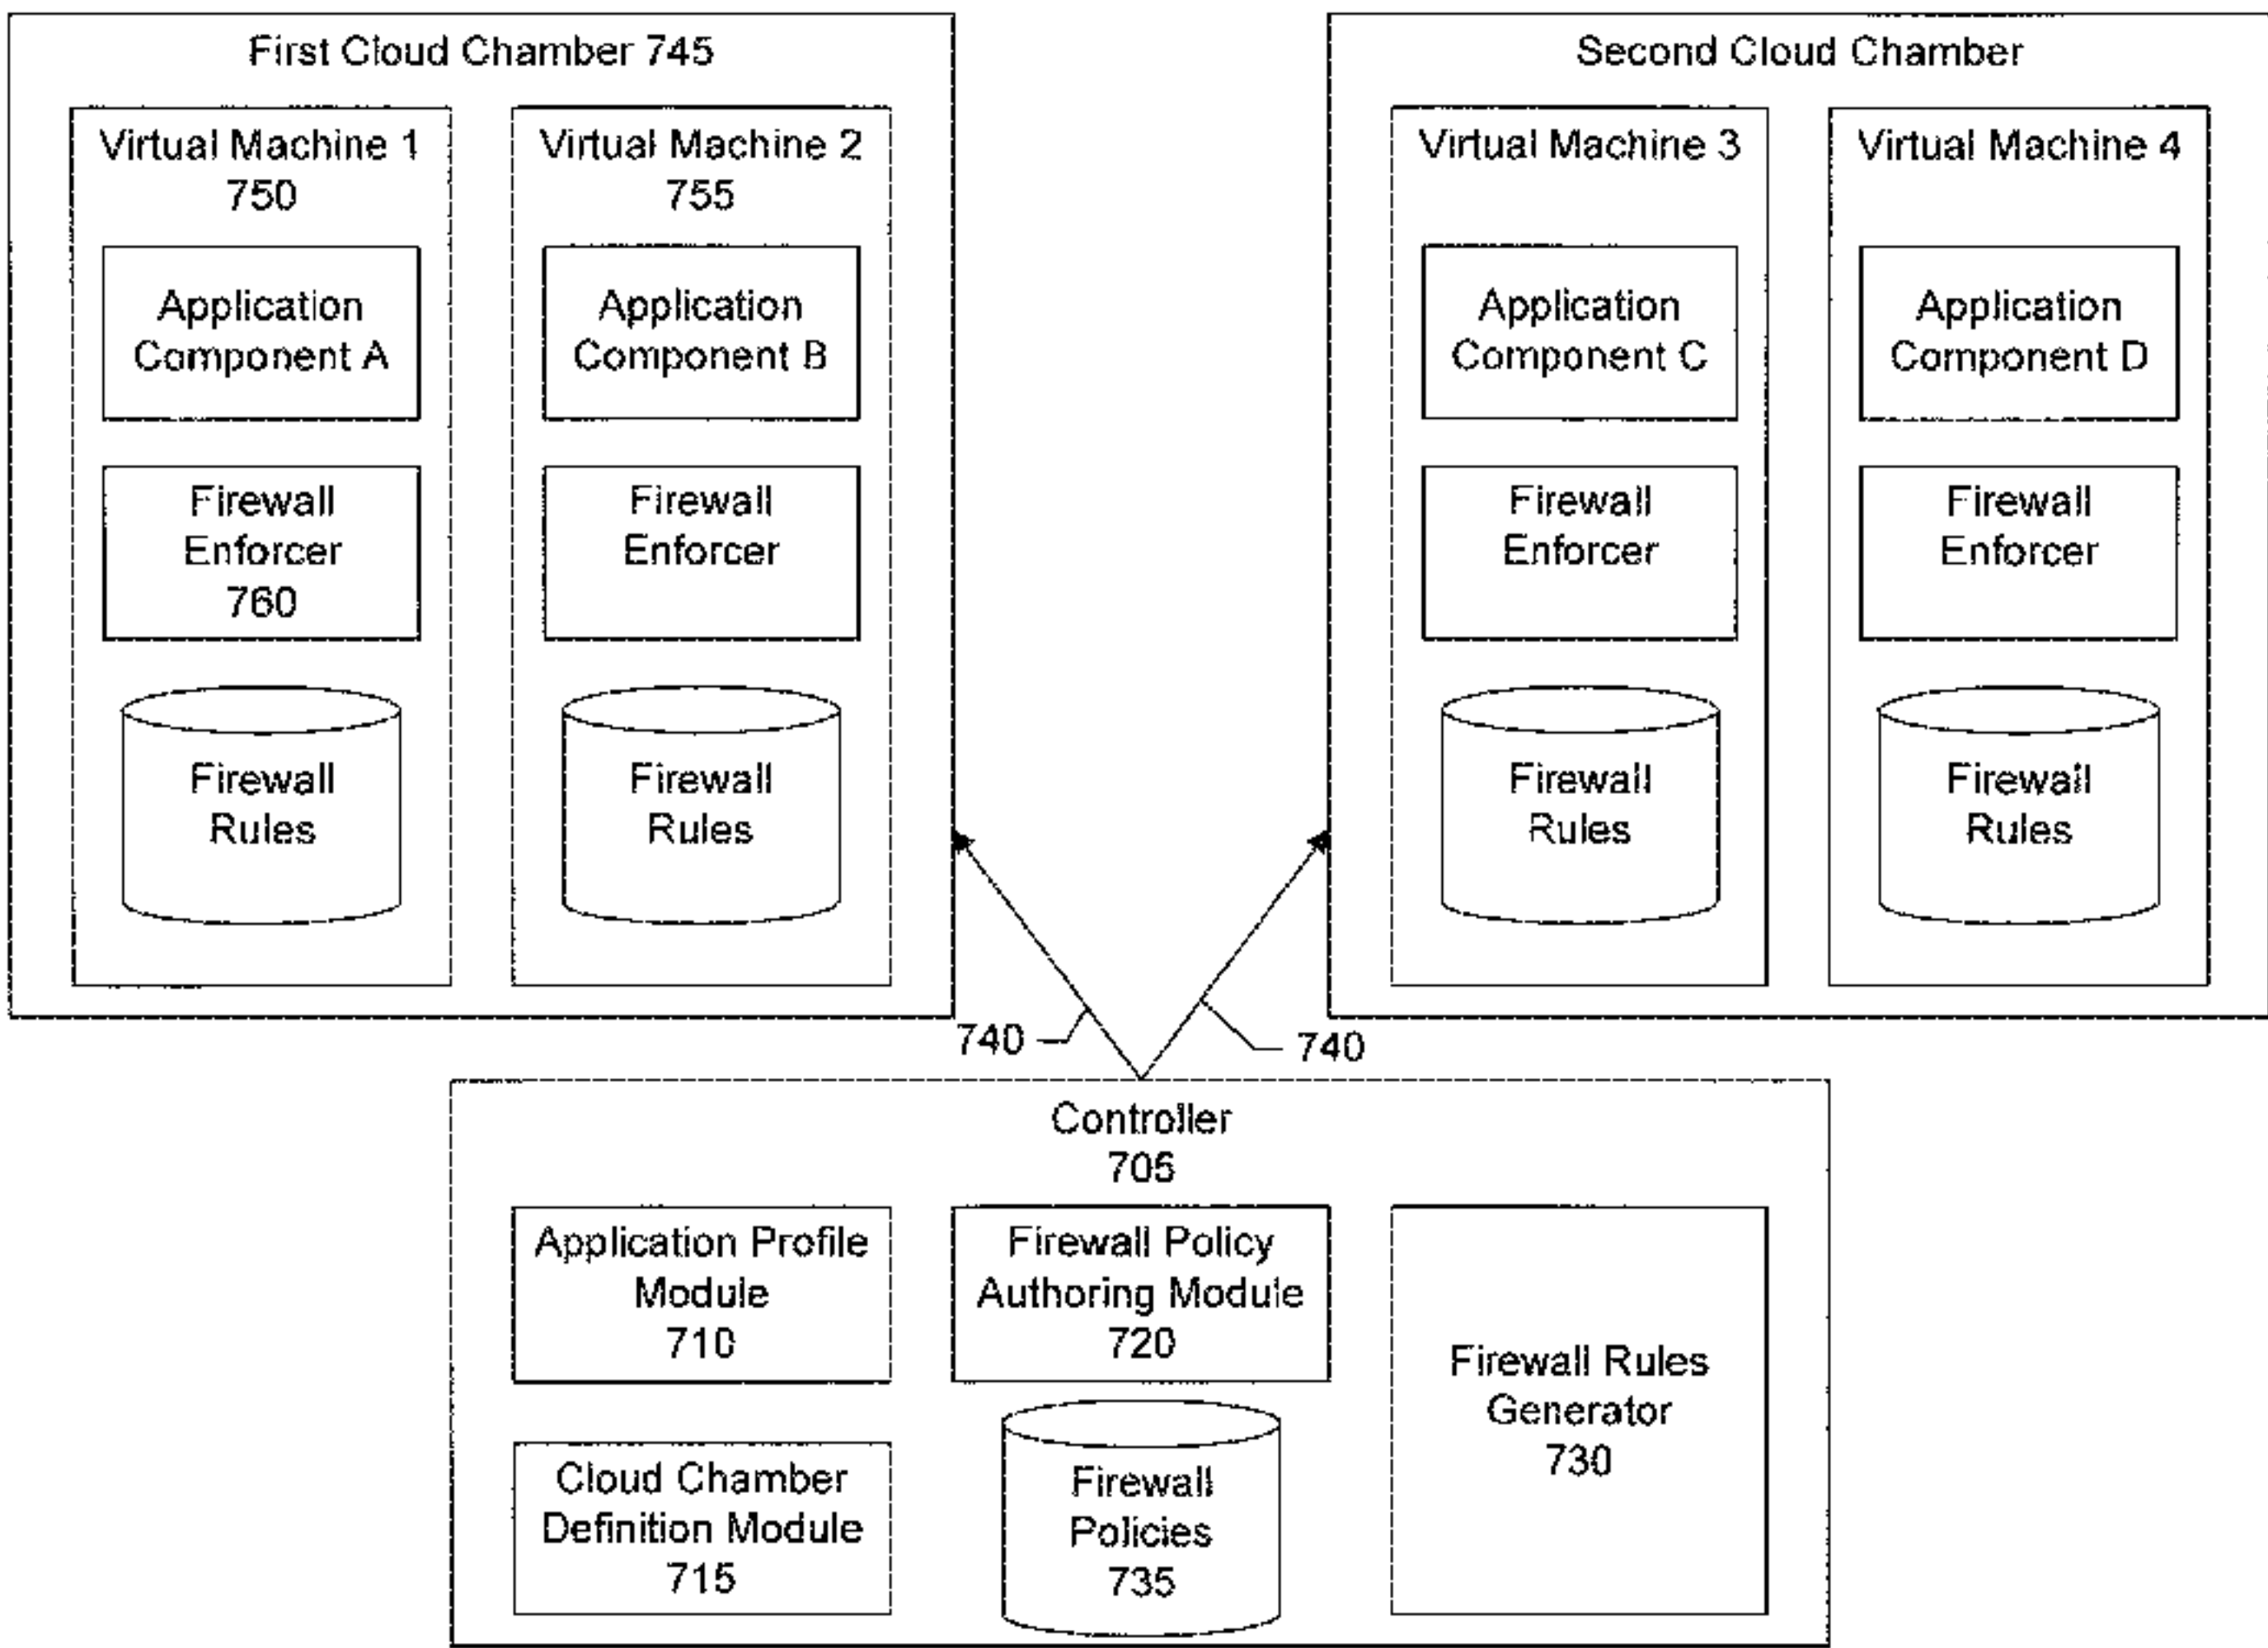 First Cloud Chamber 745
Virtual Machine 1
750
Application
Component A
Firewall
Enforcer
760
Firewall
Rules
Virtual Machine 2
755
Application
Component B
Firewall
Enforcer
Firewall
Rules
Second Cloud Chamber
Virtual Machine 3
Application
Component C
Firewall
Enforcer
Firewall
Rules
Virtual Machine 4
Application
Component D
Firewall
Enforcer
Firewall
Rules
740
740
Controller
705
Application Profile
Module
710
Cloud Chamber
Definition Module
715
Firewall Policy
Authoring Module
720
Firewall
Policies
735
Firewall Rules
Generator
730